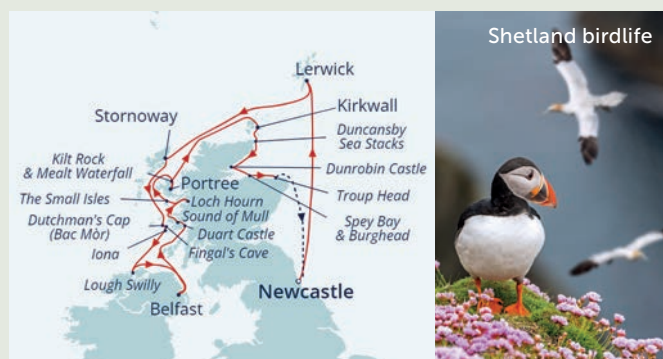 Lerwick
Kirkwall
Stornoway
Duncansby
Sea Stacks
Kilt Rock
& Mealt Waterfall
Dunrobin Castle
Portree
Troup Head
The Small Isles
Loch Hourn
Sound of Mull
Spey Bay
& Burghead
Dutchman's Cap
(Bac Mòr)
Duart Castle
Iona
Fingal's Cave
Lough Swilly
Newcastle
Belfast
Shetland birdlife